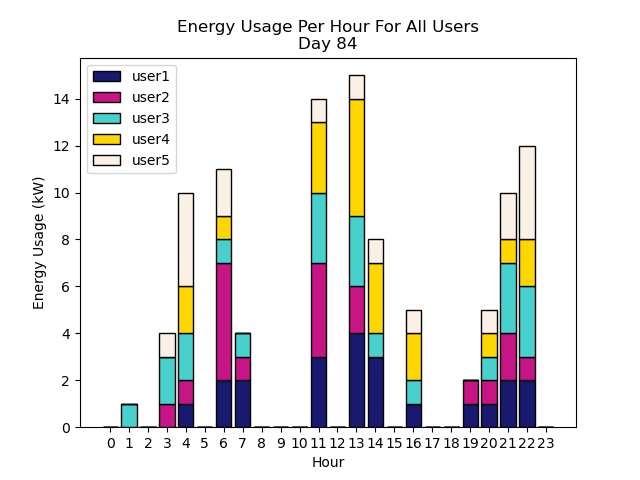 Energy Usage Per Hour For All Users
Day 84
user1
user2
user3
user4
user5
14
12
10
8
6
4
2
0
Energy Usage (kW)
0 1 2 3 4 5 6 7 8 9 10 11 12 13 14 15 16 17 18 19 20 21 22 23
Hour